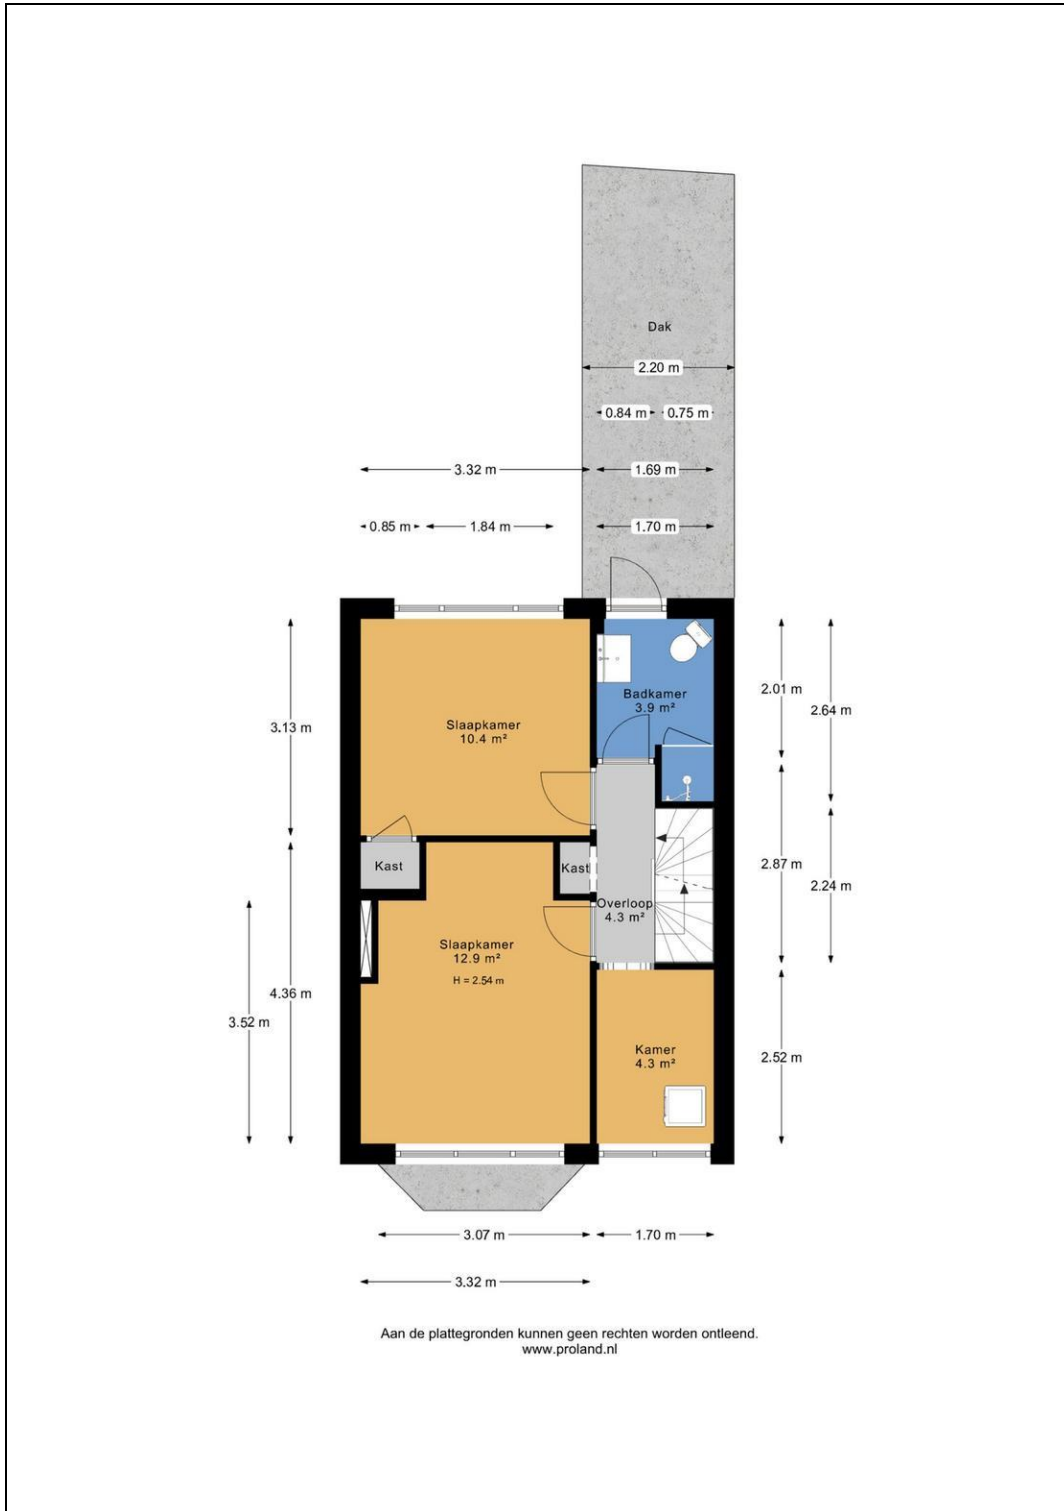 Dak
2.20 m
0.84 m
0.75 m
3.32 m
1.69 m
0.85 m
1.84 m
1.70 m
3.13 m
Slaapkamer
10.4 m²
Badkamer
3.9 m²
2.01 m
2.64 m
Kast
Kast
2.87 m
2.24 m
Overloop
4.3 m²
Slaapkamer
12.9 m²
H = 2.54 m
4.36 m
3.52 m
Kamer
4.3 m²
2.52 m
3.07 m
1.70 m
3.32 m
Aan de plattegronden kunnen geen rechten worden ontleend.
www.proland.nl